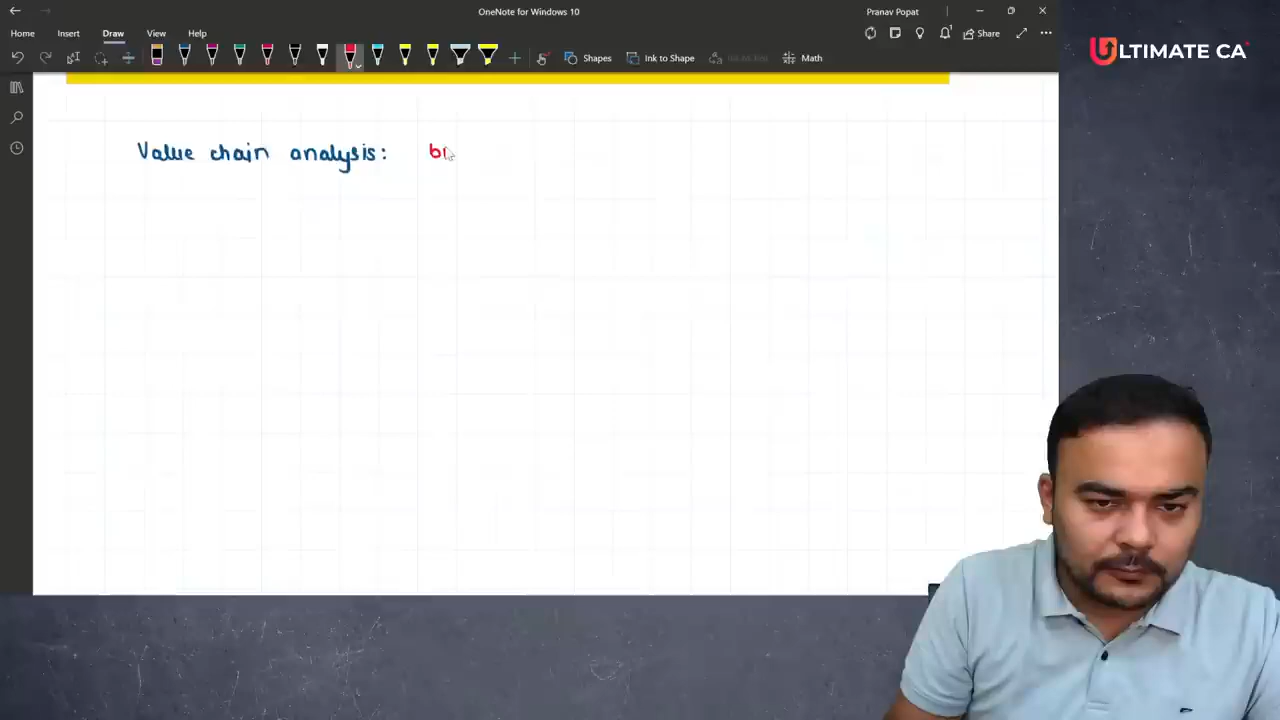 OneNote for Windows 10
Pranav Popat
Home Insert Draw View Help
Share
Shapes Ink to Shape Math
ULTIMATE CA
Value chain analysis: